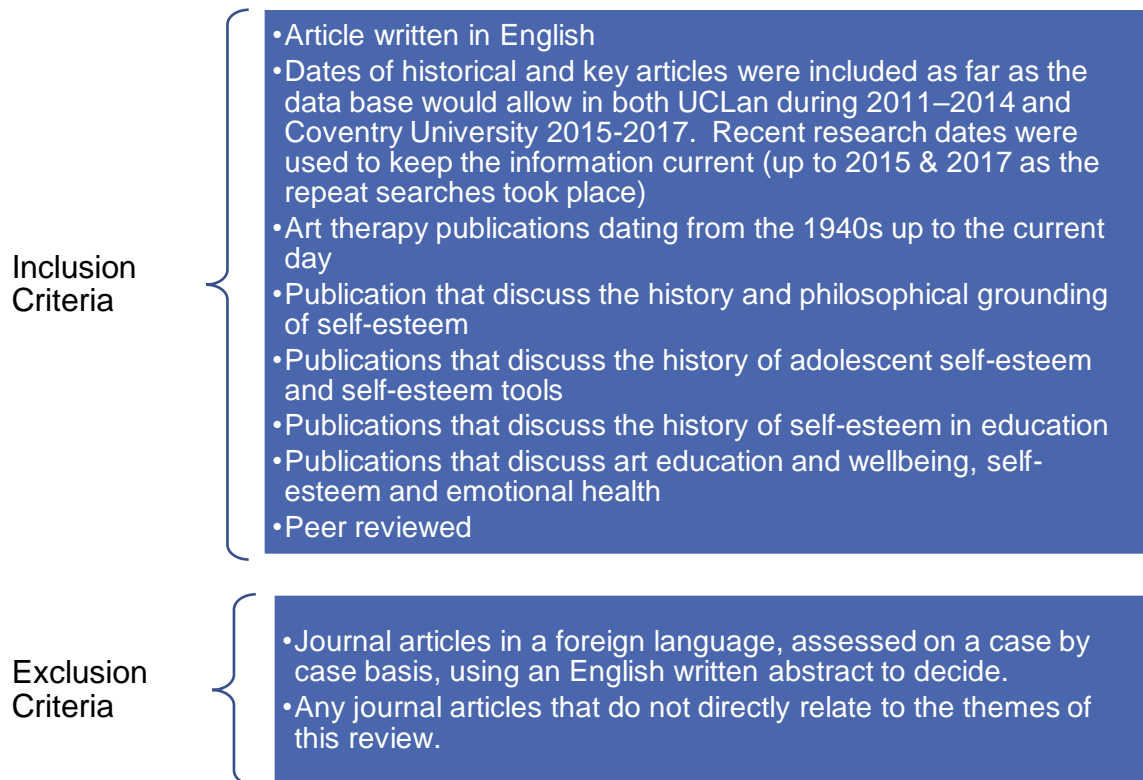 Inclusion
Criteria
•Article written in English
•Dates of historical and key articles were included as far as the
data base would allow in both UCLan during 2011–2014 and
Coventry University 2015-2017.  Recent research dates were
used to keep the information current (up to 2015 & 2017 as the
repeat searches took place)
•Art therapy publications dating from the 1940s up to the current
day
•Publication that discuss the history and philosophical grounding
of self-esteem
•Publications that discuss the history of adolescent self-esteem
and self-esteem tools
•Publications that discuss the history of self-esteem in education
•Publications that discuss art education and wellbeing, self-
esteem and emotional health
•Peer reviewed
Exclusion
Criteria
•Journal articles in a foreign language, assessed on a case by
case basis, using an English written abstract to decide.
•Any journal articles that do not directly relate to the themes of
this review.